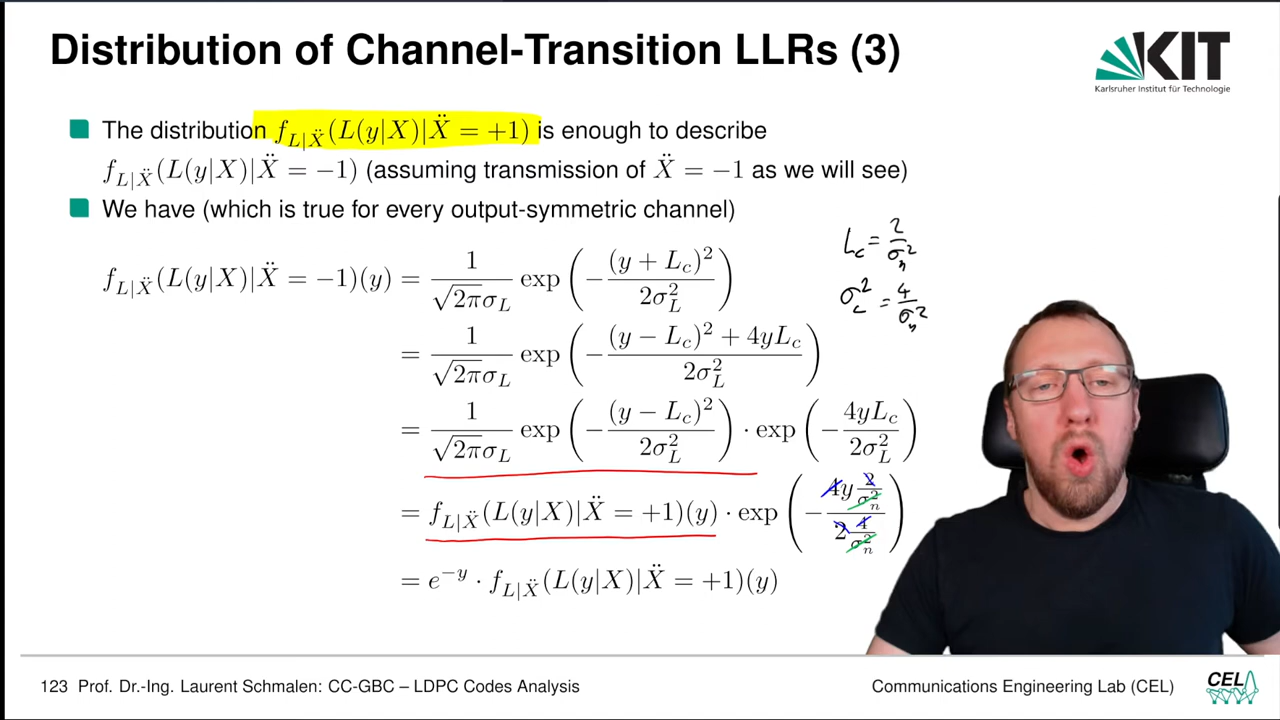 Distribution of Channel-Transition LLRs (3)
KIT
Karlsruher Institut für Technologie
The distribution f_{L|Ẍ}(L(y|X)|Ẍ = +1) is enough to describe
f_{L|Ẍ}(L(y|X)|Ẍ = −1) (assuming transmission of Ẍ = −1 as we will see)
We have (which is true for every output-symmetric channel)
L_c = 2/σ_n^2
σ_c^2 = 4/σ_n^2
f_{L|Ẍ}(L(y|X)|Ẍ = −1)(y) = 1/(√(2π)σ_L) exp(−(y + L_c)^2/(2σ_L^2))
= 1/(√(2π)σ_L) exp(−((y − L_c)^2 + 4yL_c)/(2σ_L^2))
= 1/(√(2π)σ_L) exp(−(y − L_c)^2/(2σ_L^2)) · exp(−4yL_c/(2σ_L^2))
= f_{L|Ẍ}(L(y|X)|Ẍ = +1)(y) · exp(−(4y 2/σ_n^2)/(2 4/σ_n^2))
= e^{−y} · f_{L|Ẍ}(L(y|X)|Ẍ = +1)(y)
123 Prof. Dr.-Ing. Laurent Schmalen: CC-GBC – LDPC Codes Analysis
Communications Engineering Lab (CEL)
CEL